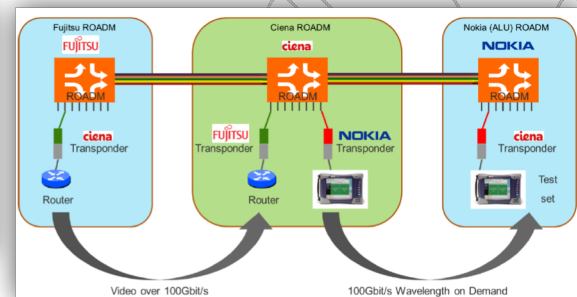 Fujitsu ROADM
Ciena ROADM
Nokia (ALU) ROADM
FUJITSU
ciena
NOKIA
ROADM
ROADM
ROADM
ciena
Transponder
FUJITSU
Transponder
NOKIA
Transponder
ciena
Transponder
Router
Router
Test
set
Video over 100Gbit/s
100Gbit/s Wavelength on Demand